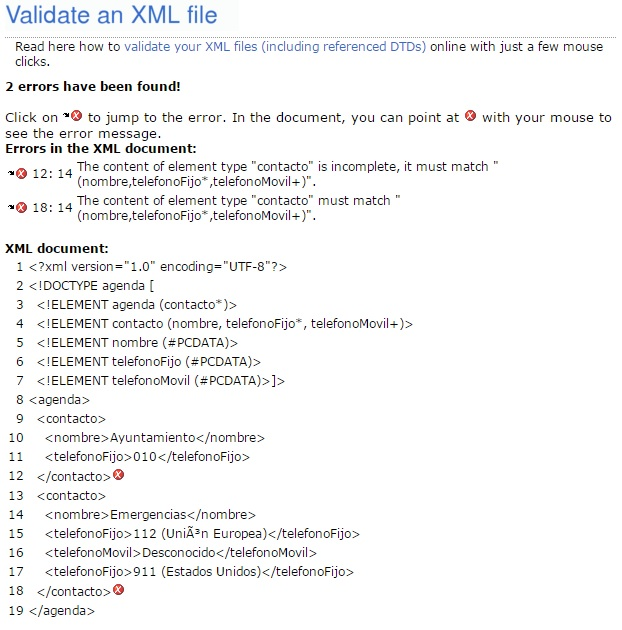 Validate an XML file
Read here how to validate your XML files (including referenced DTDs) online with just a few mouse
clicks.
2 errors have been found!
Click on to jump to the error. In the document, you can point at with your mouse to
see the error message.
Errors in the XML document:
12: 14 The content of element type "contacto" is incomplete, it must match "
(nombre,telefonoFijo*,telefonoMovil+)".
18: 14 The content of element type "contacto" must match "
(nombre,telefonoFijo*,telefonoMovil+)".
XML document:
1 <?xml version="1.0" encoding="UTF-8"?>
2 <!DOCTYPE agenda [
3 <!ELEMENT agenda (contacto*)>
4 <!ELEMENT contacto (nombre, telefonoFijo*, telefonoMovil+)>
5 <!ELEMENT nombre (#PCDATA)>
6 <!ELEMENT telefonoFijo (#PCDATA)>
7 <!ELEMENT telefonoMovil (#PCDATA)>]>
8 <agenda>
9 <contacto>
10 <nombre>Ayuntamiento</nombre>
11 <telefonoFijo>010</telefonoFijo>
12 </contacto>
13 <contacto>
14 <nombre>Emergencias</nombre>
15 <telefonoFijo>112 (UniÃ³n Europea)</telefonoFijo>
16 <telefonoMovil>Desconocido</telefonoMovil>
17 <telefonoFijo>911 (Estados Unidos)</telefonoFijo>
18 </contacto>
19 </agenda>